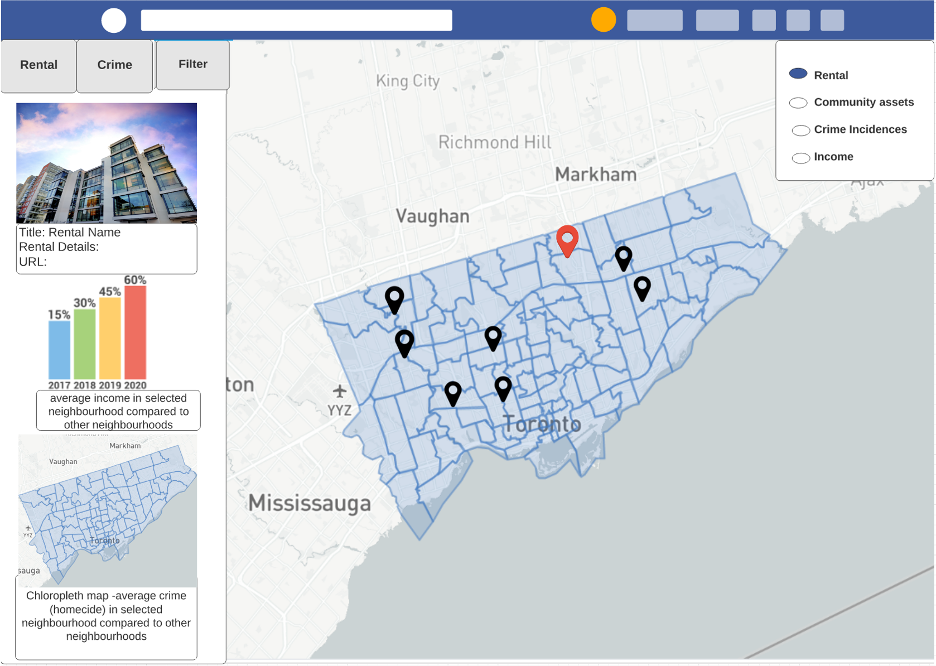 Rental
Crime
Filter
Title: Rental Name
Rental Details:
URL:
15%
30%
45%
60%
2017 2018 2019 2020
average income in selected
neighbourhood compared to
other neighbourhoods
Markham
Vaughan
YYZ
Toronto
sauga
Chloropleth map -average crime
(homecide) in selected
neighbourhood compared to other
neighbourhoods
King City
Richmond Hill
Markham
Vaughan
Ajax
ton
YYZ
Toronto
Mississauga
Rental
Community assets
Crime Incidences
Income